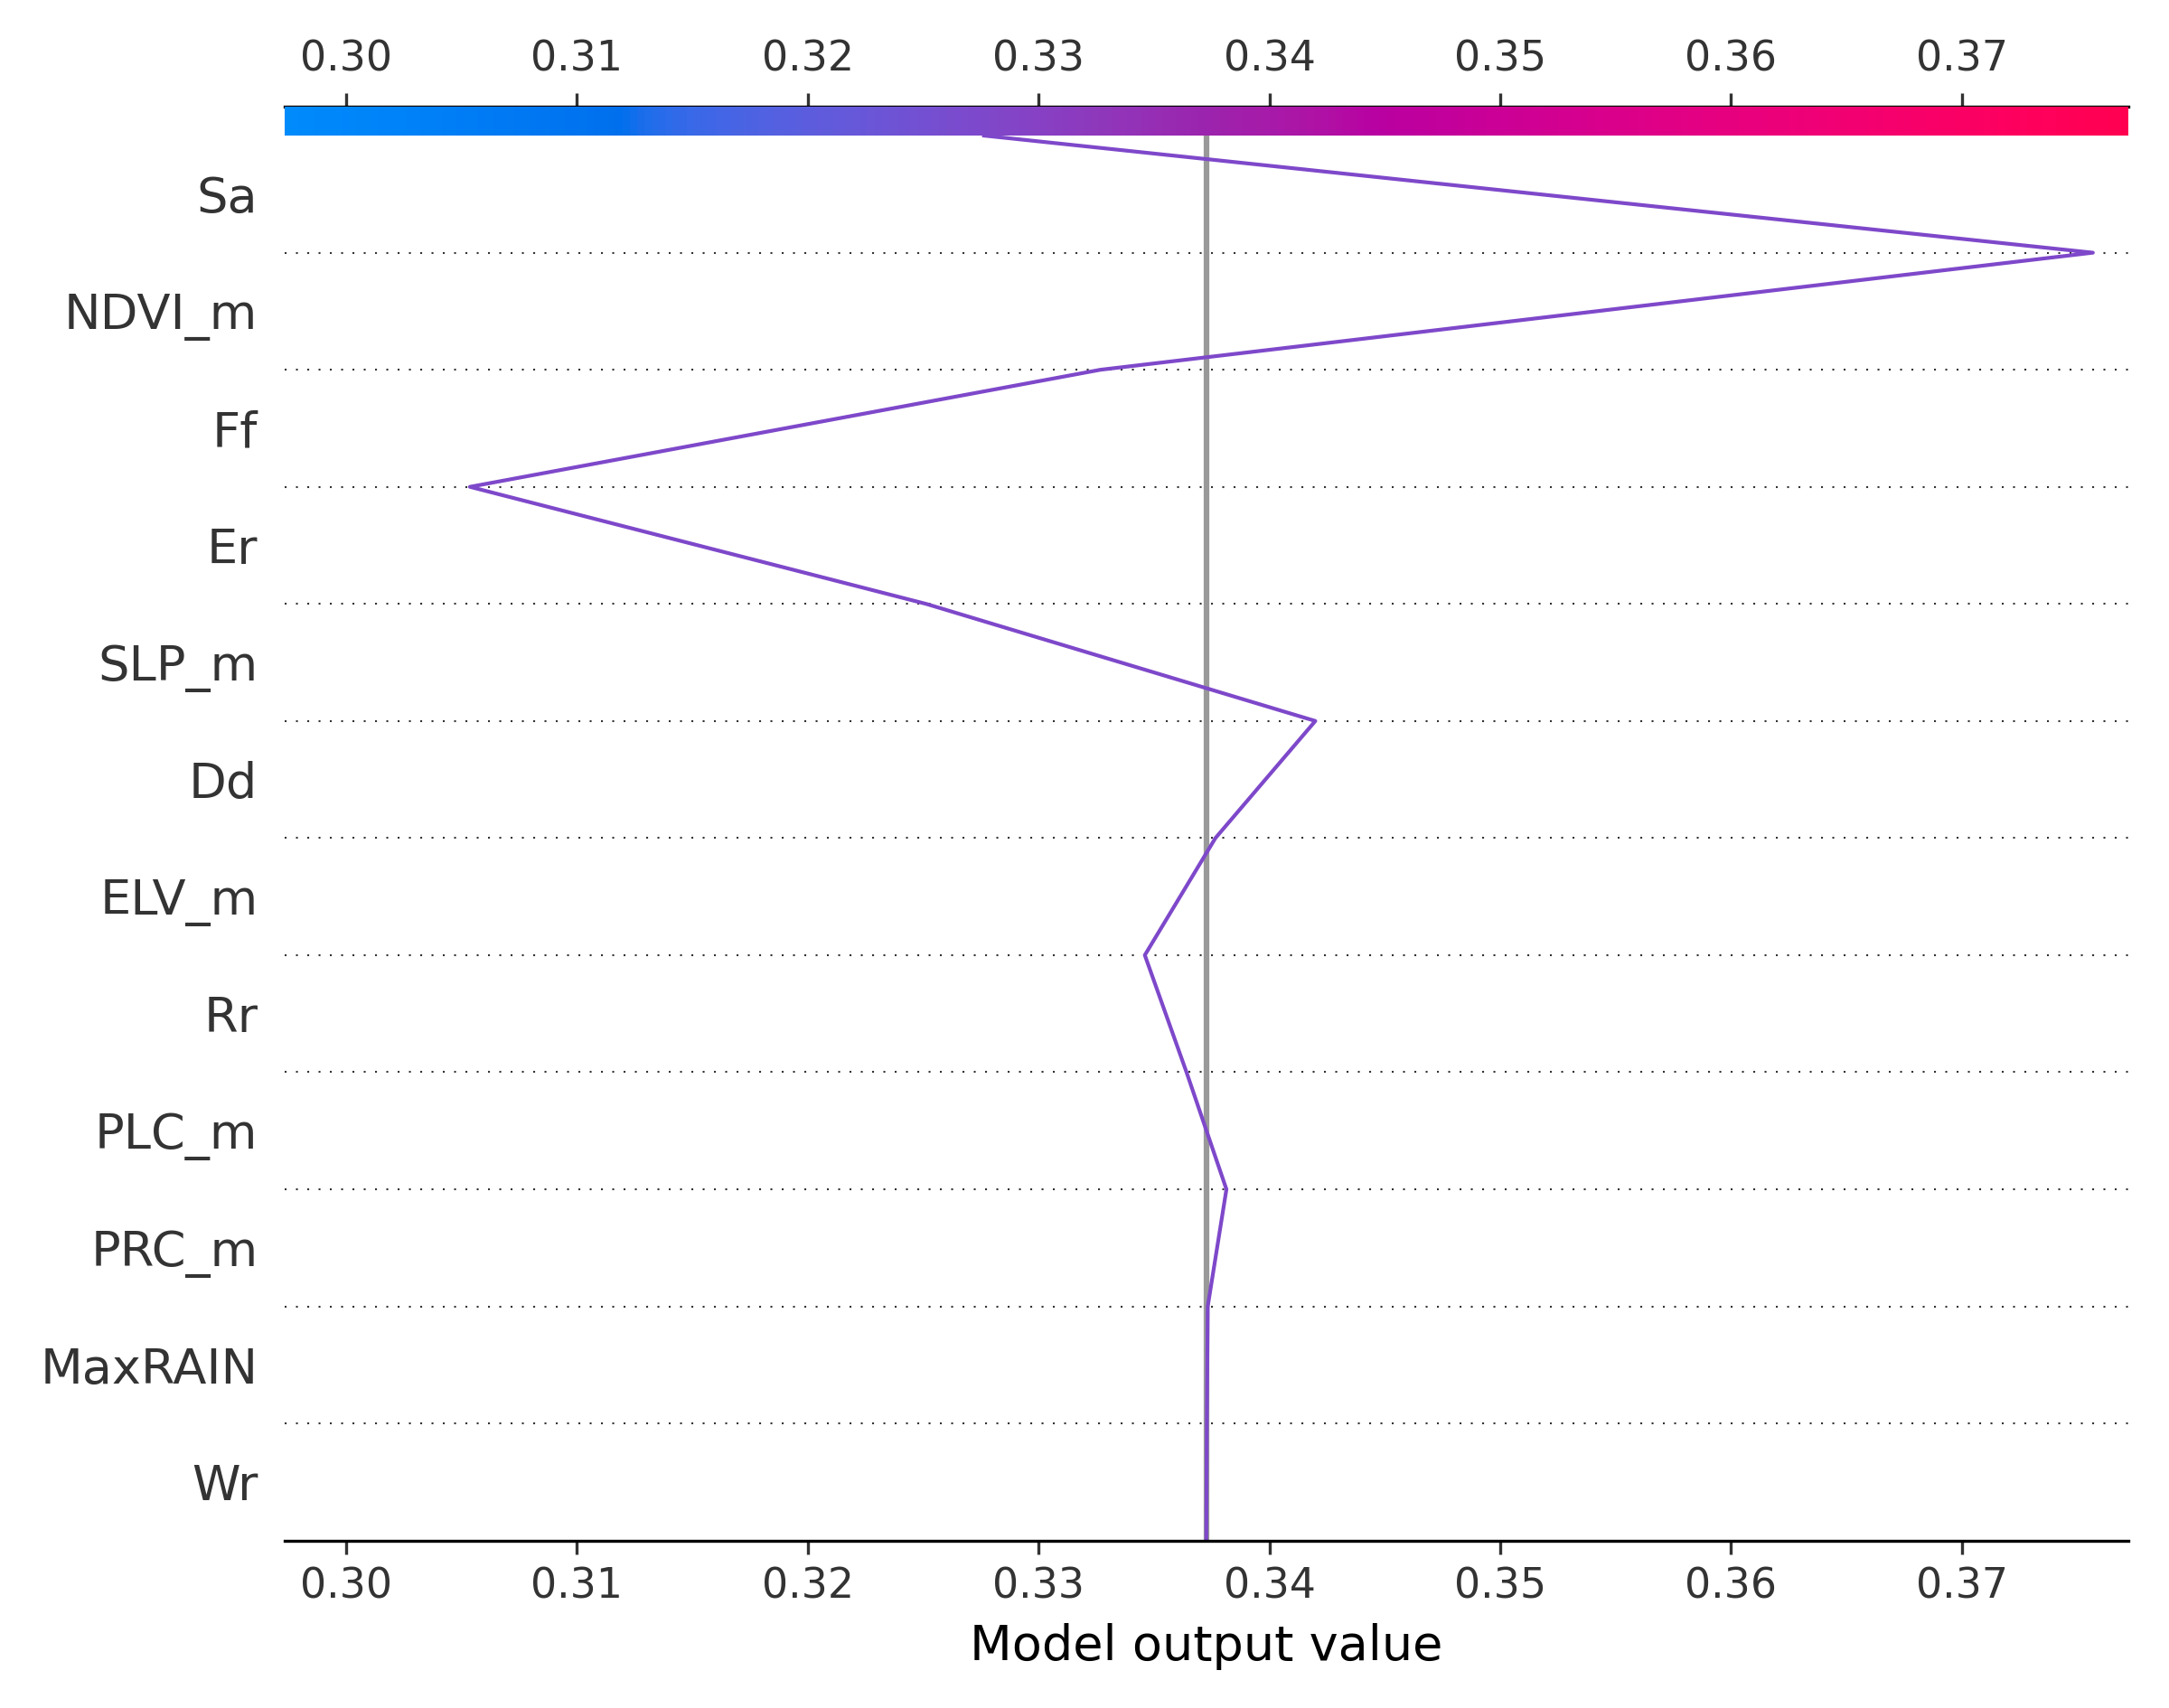 0.30 0.31 0.32 0.33 0.34 0.35 0.36 0.37
Sa
NDVI_m
Ff
Er
SLP_m
Dd
ELV_m
Rr
PLC_m
PRC_m
MaxRAIN
Wr
0.30 0.31 0.32 0.33 0.34 0.35 0.36 0.37
Model output value